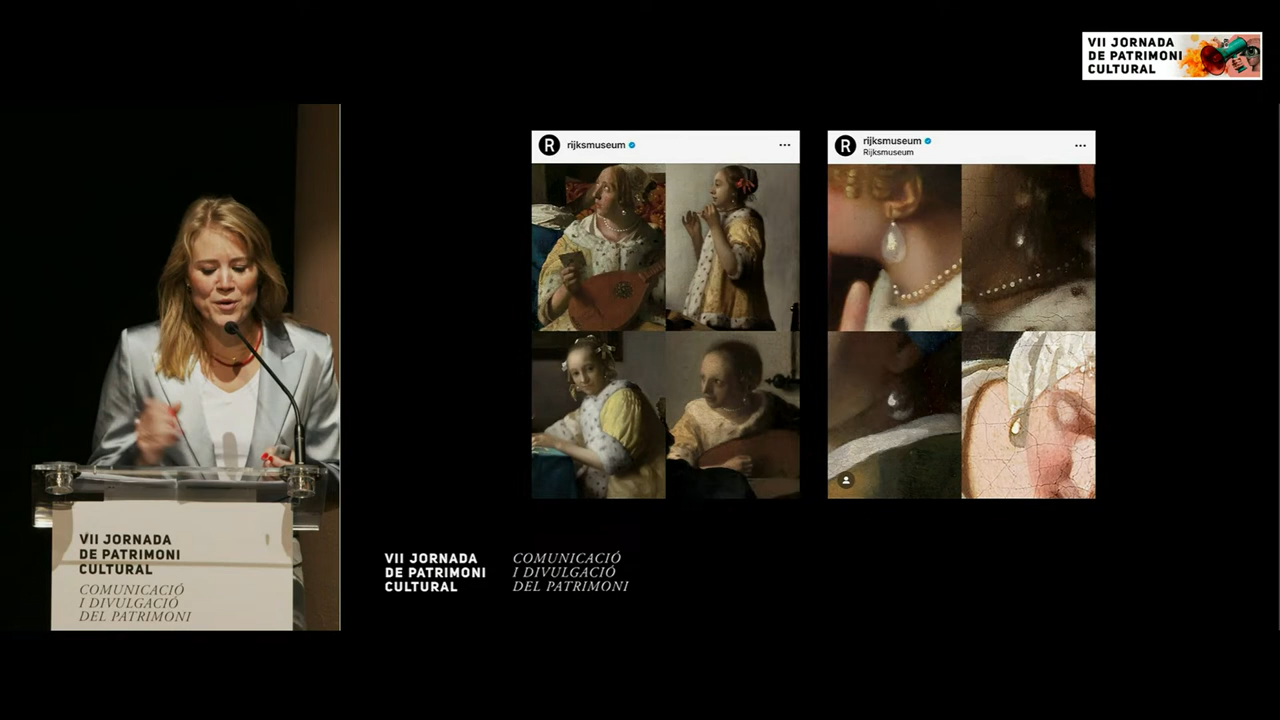 VII JORNADA
DE PATRIMONI
CULTURAL
R rijksmuseum
R rijksmuseum
Rijksmuseum
VII JORNADA
DE PATRIMONI
CULTURAL
COMUNICACIÓ
I DIVULGACIÓ
DEL PATRIMONI
VII JORNADA
DE PATRIMONI
CULTURAL
COMUNICACIÓ
I DIVULGACIÓ
DEL PATRIMONI